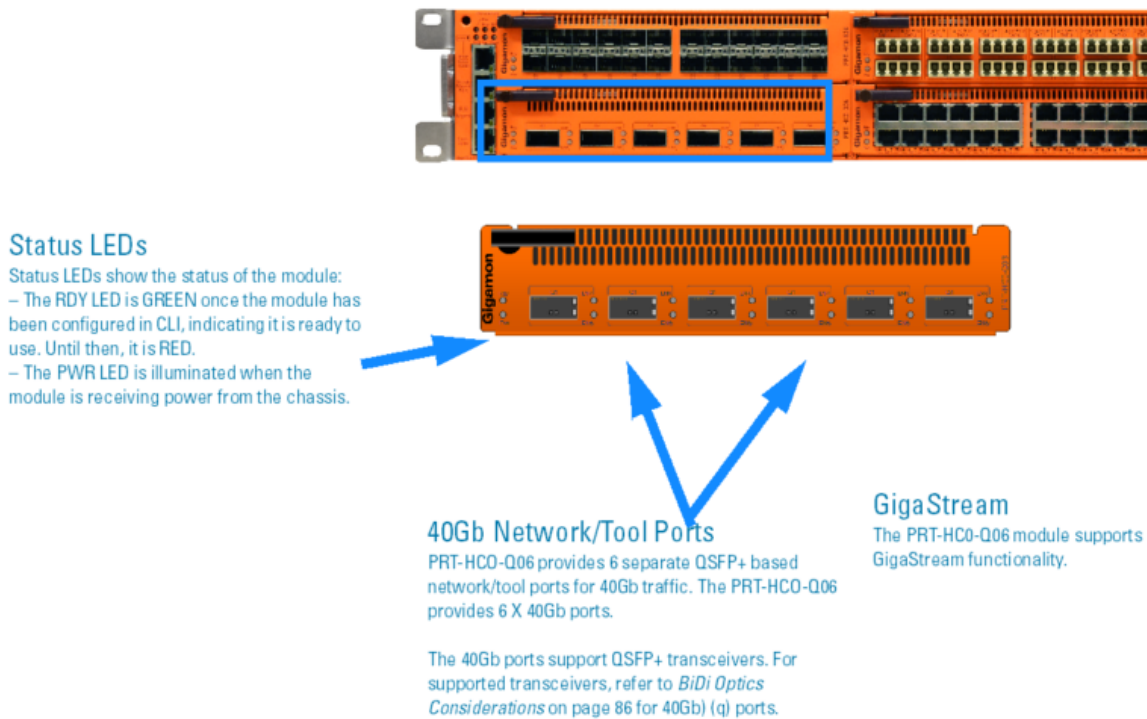 Gigamon
Gigamon
Gigamon
Gigamon
Gigamon
Status LEDs
Status LEDs show the status of the module:
– The RDY LED is GREEN once the module has
been configured in CLI, indicating it is ready to
use. Until then, it is RED.
– The PWR LED is illuminated when the
module is receiving power from the chassis.
40Gb Network/Tool Ports
PRT-HC0-Q06 provides 6 separate QSFP+ based
network/tool ports for 40Gb traffic. The PRT-HC0-Q06
provides 6 X 40Gb ports.
The 40Gb ports support QSFP+ transceivers. For
supported transceivers, refer to BiDi Optics
Considerations on page 86 for 40Gb) (q) ports.
GigaStream
The PRT-HC0-Q06 module supports
GigaStream functionality.